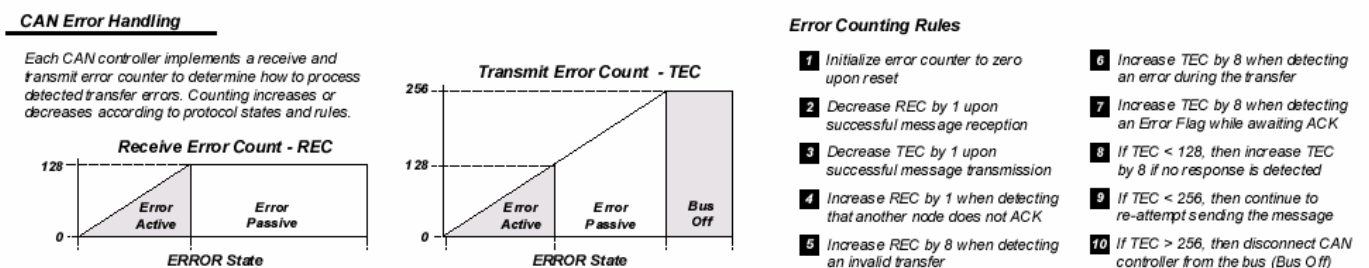 CAN Error Handling
Each CAN controller implements a receive and
transmit error counter to determine how to process
detected transfer errors. Counting increases or
decreases according to protocol states and rules.
Receive Error Count - REC
128
Error
Active
Error
Passive
0
ERROR State
Transmit Error Count - TEC
256
128
Error
Active
Error
Passive
Bus
Off
0
ERROR State
Error Counting Rules
1 Initialize error counter to zero
upon reset
2 Decrease REC by 1 upon
successful message reception
3 Decrease TEC by 1 upon
successful message transmission
4 Increase REC by 1 when detecting
that another node does not ACK
5 Increase REC by 8 when detecting
an invalid transfer
6 Increase TEC by 8 when detecting
an error during the transfer
7 Increase TEC by 8 when detecting
an Error Flag while awaiting ACK
8 If TEC < 128, then increase TEC
by 8 if no response is detected
9 If TEC < 256, then continue to
re-attempt sending the message
10 If TEC > 256, then disconnect CAN
controller from the bus (Bus Off)